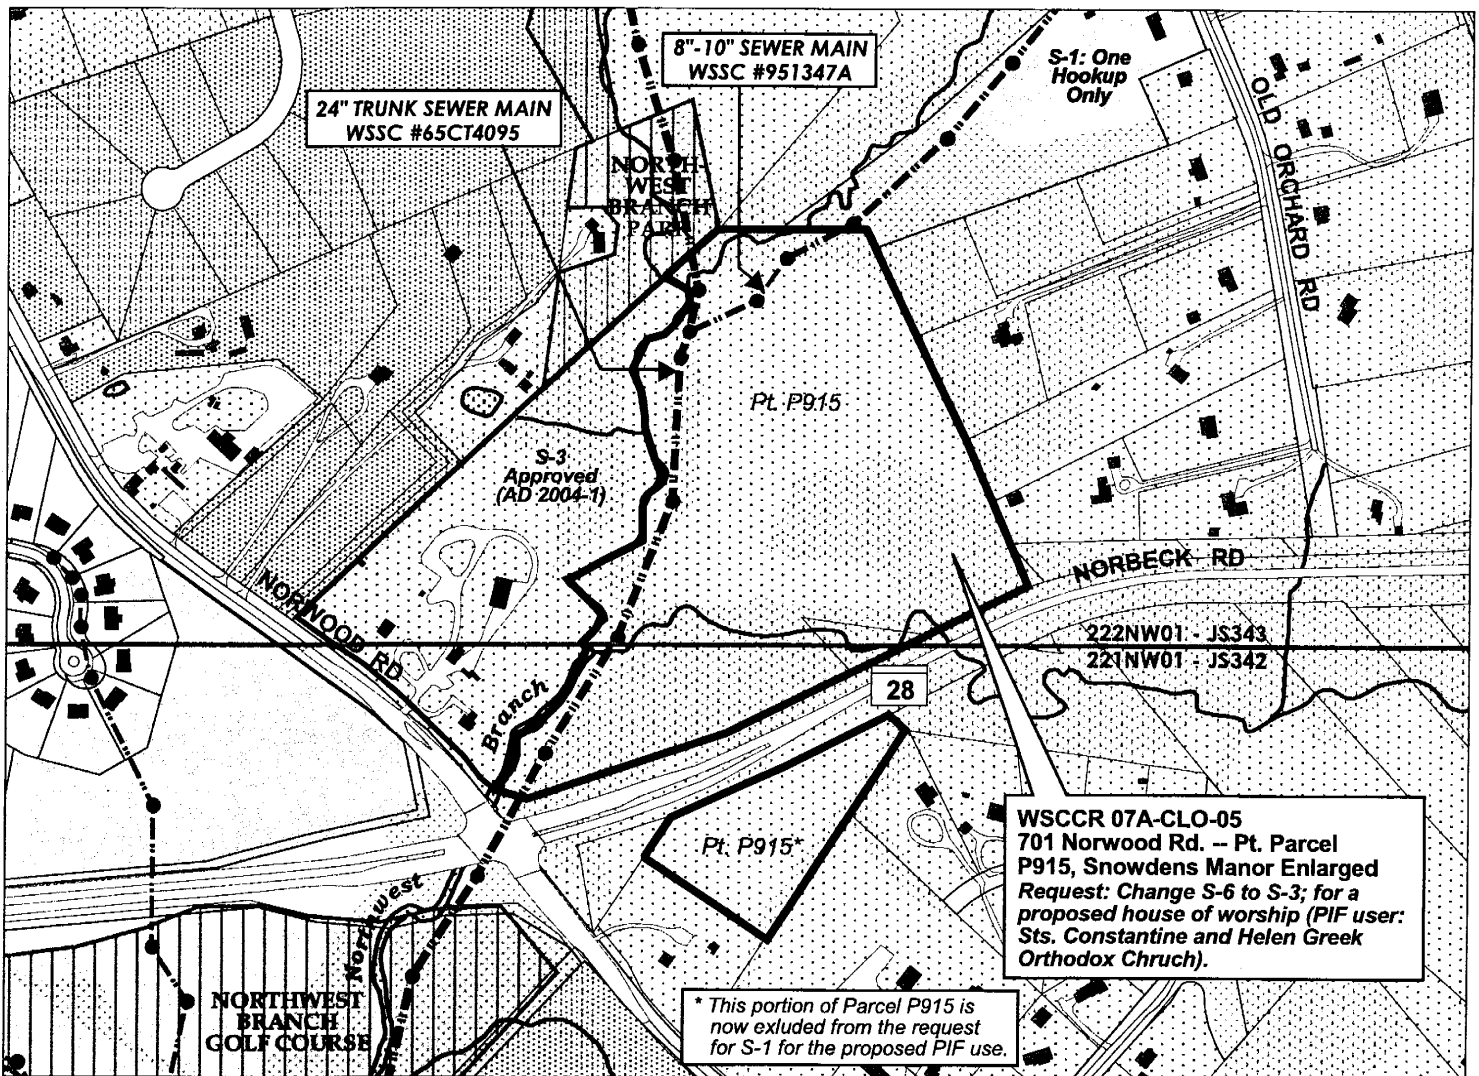 8"-10" SEWER MAIN
WSSC #951347A
S-1: One
Hookup
Only
24" TRUNK SEWER MAIN
WSSC #65CT4095
OLD ORCHARD RD
NORTH-
WEST
BRANCH
PARK
Pt. P915
S-3
Approved
(AD 2004-1)
NORBECK RD
NORWOOD RD
222NW01 - JS343
221NW01 - JS342
28
Branch
Northwest
Pt. P915*
WSCCR 07A-CLO-05
701 Norwood Rd. -- Pt. Parcel
P915, Snowdens Manor Enlarged
Request: Change S-6 to S-3; for a
proposed house of worship (PIF user:
Sts. Constantine and Helen Greek
Orthodox Chruch).
NORTHWEST
BRANCH
GOLF COURSE
* This portion of Parcel P915 is
now exluded from the request
for S-1 for the proposed PIF use.